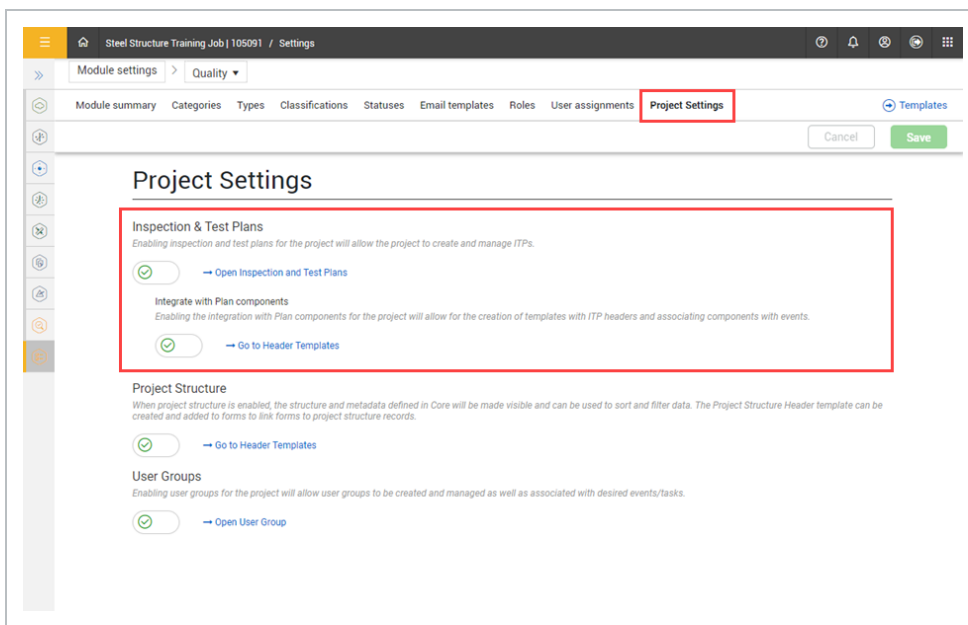 Steel Structure Training Job | 105091 / Settings
Module settings > Quality
Module summary Categories Types Classifications Statuses Email templates Roles User assignments Project Settings Templates
Cancel Save
Project Settings
Inspection & Test Plans
Enabling inspection and test plans for the project will allow the project to create and manage ITPs.
Open Inspection and Test Plans
Integrate with Plan components
Enabling the integration with Plan components for the project will allow for the creation of templates with ITP headers and associating components with events.
Go to Header Templates
Project Structure
When project structure is enabled, the structure and metadata defined in Core will be made visible and can be used to sort and filter data. The Project Structure Header template can be
created and added to forms to link forms to project structure records.
Go to Header Templates
User Groups
Enabling user groups for the project will allow user groups to be created and managed as well as associated with desired events/tasks.
Open User Group